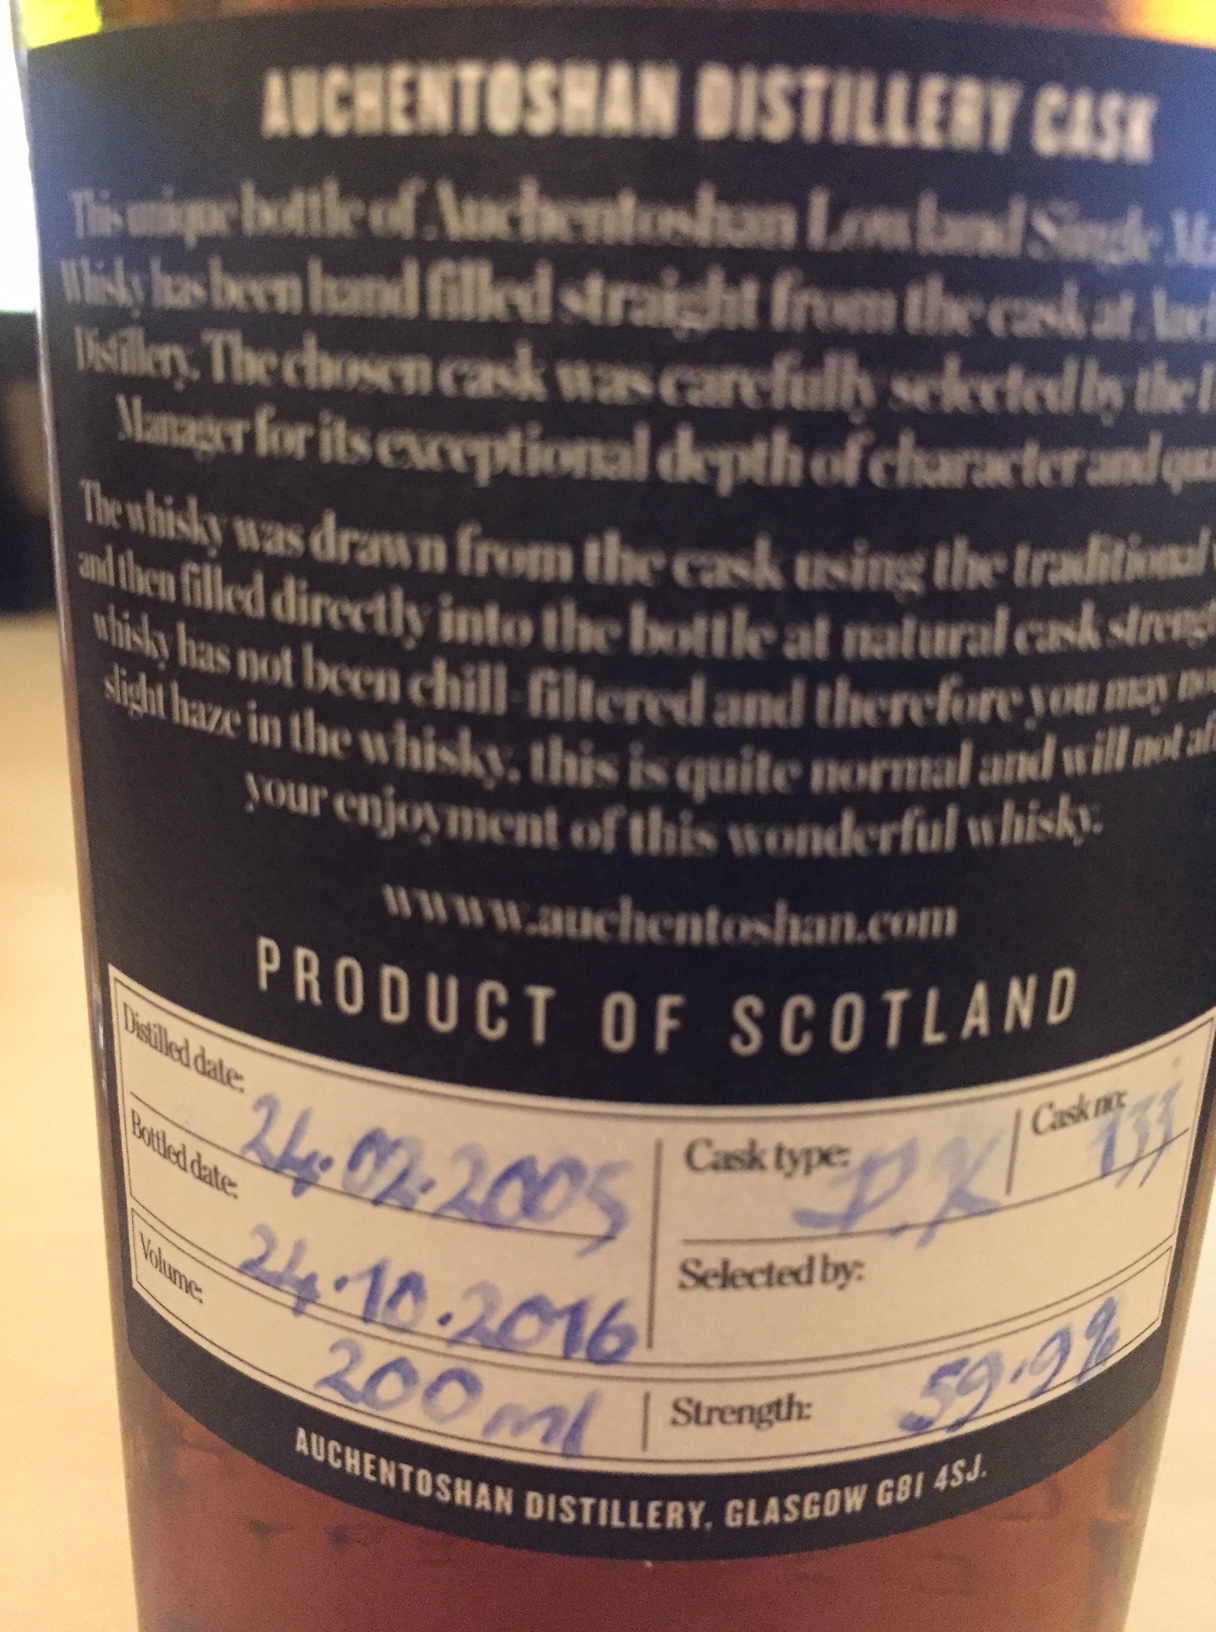 AUCHENTOSHAN DISTILLERY CASK
This unique bottle of Auchentoshan Lowland Single
Whisky has been hand filled straight from the cask at
Distillery. The chosen cask was carefully selected by the
Manager for its exceptional depth of character and
The whisky was drawn from the cask using the traditional
and then filled directly into the bottle at natural cask
whisky has not been chill-filtered and therefore you may
slight haze in the whisky, this is quite normal and will not
your enjoyment of this wonderful whisky.
www.auchentoshan.com
PRODUCT OF SCOTLAND
Distilled date: 24.02.2005
Cask type: P.X
Cask no: 133
Bottled date: 24.10.2016
Selected by:
Volume: 200ml
Strength: 59.9%
AUCHENTOSHAN DISTILLERY, GLASGOW G81 4SJ.